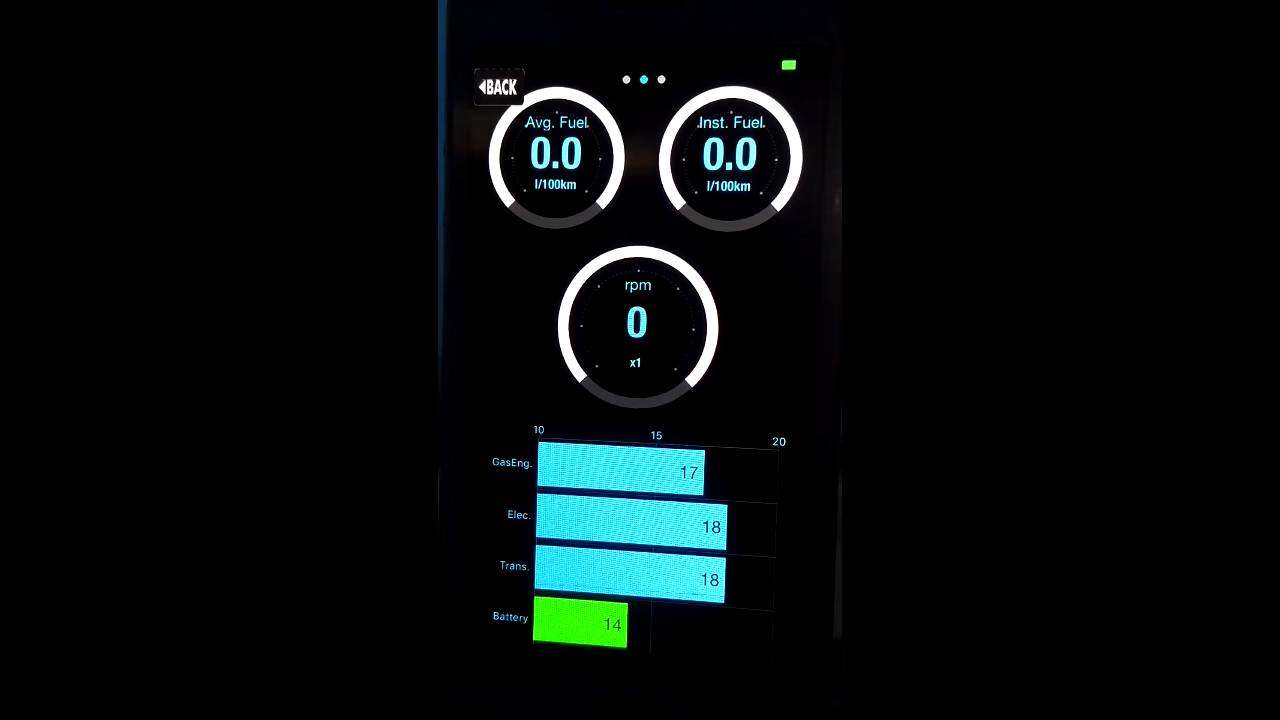 BACK
Avg. Fuel
0.0
l/100km
Inst. Fuel
0.0
l/100km
rpm
0
x1
10 15 20
GasEng. 17
Elec. 18
Trans. 18
Battery 14